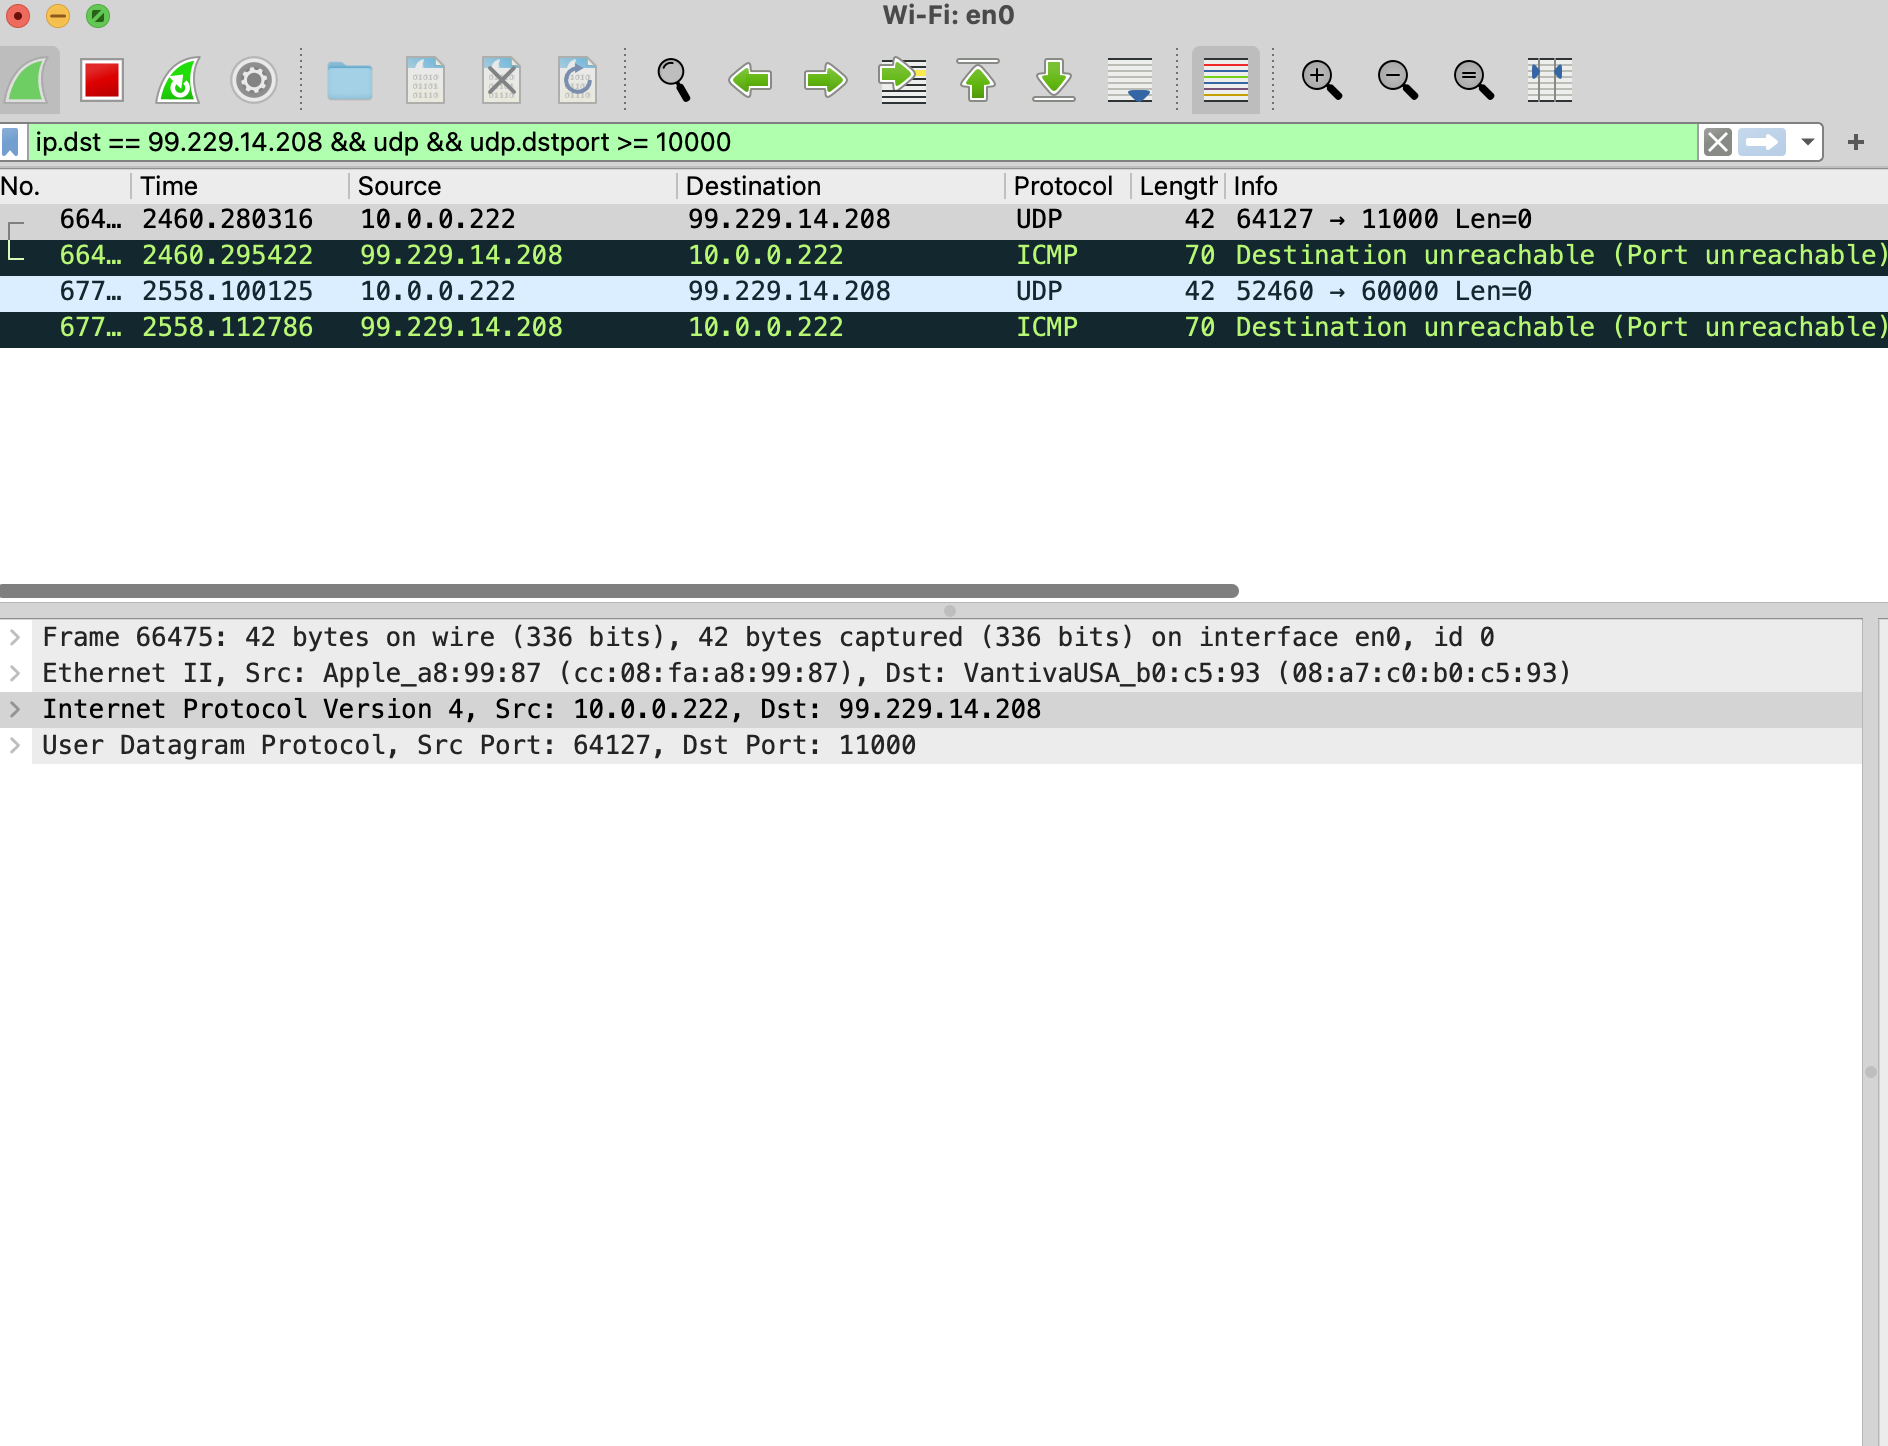 Wi-Fi: en0
ip.dst == 99.229.14.208 && udp && udp.dstport >= 10000
No. Time Source Destination Protocol Length Info
664… 2460.280316 10.0.0.222 99.229.14.208 UDP 42 64127 → 11000 Len=0
664… 2460.295422 99.229.14.208 10.0.0.222 ICMP 70 Destination unreachable (Port unreachable)
677… 2558.100125 10.0.0.222 99.229.14.208 UDP 42 52460 → 60000 Len=0
677… 2558.112786 99.229.14.208 10.0.0.222 ICMP 70 Destination unreachable (Port unreachable)
Frame 66475: 42 bytes on wire (336 bits), 42 bytes captured (336 bits) on interface en0, id 0
Ethernet II, Src: Apple_a8:99:87 (cc:08:fa:a8:99:87), Dst: VantivaUSA_b0:c5:93 (08:a7:c0:b0:c5:93)
Internet Protocol Version 4, Src: 10.0.0.222, Dst: 99.229.14.208
User Datagram Protocol, Src Port: 64127, Dst Port: 11000